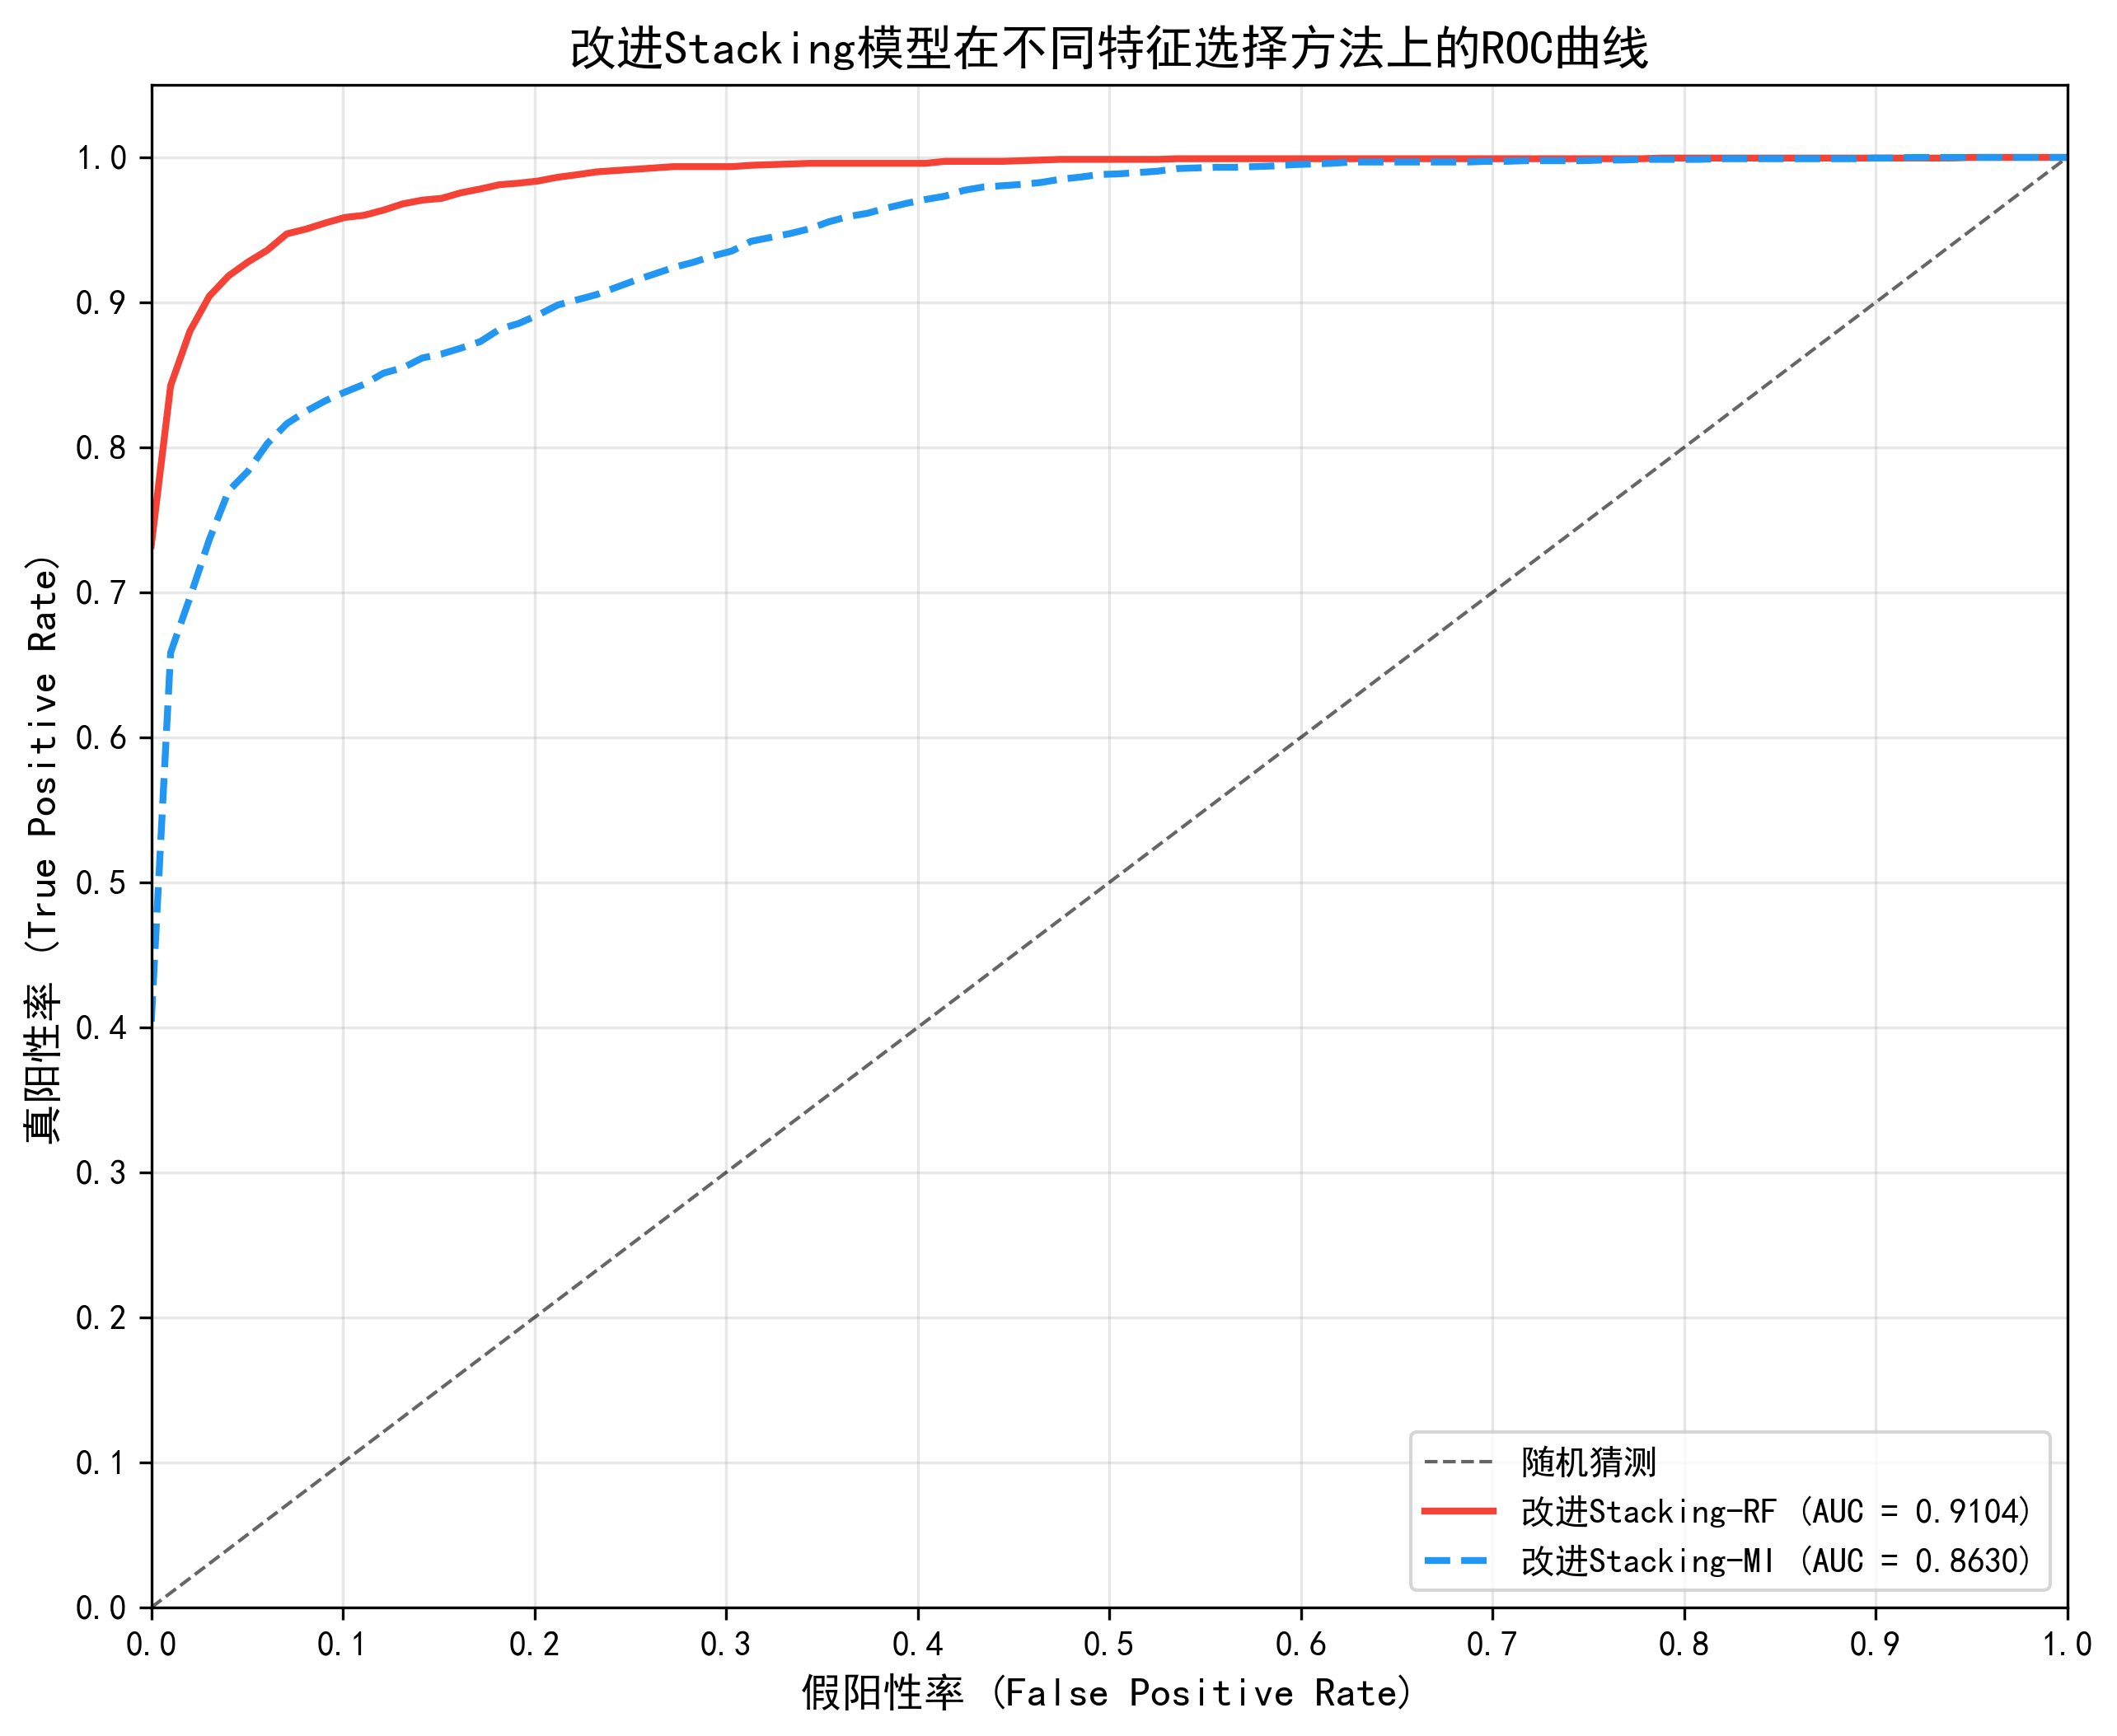 改进Stacking模型在不同特征选择方法上的ROC曲线
真阳性率 (True Positive Rate)
1.0
0.9
0.8
0.7
0.6
0.5
0.4
0.3
0.2
0.1
0.0
0.0 0.1 0.2 0.3 0.4 0.5 0.6 0.7 0.8 0.9 1.0
假阳性率 (False Positive Rate)
随机猜测
改进Stacking-RF (AUC = 0.9104)
改进Stacking-MI (AUC = 0.8630)